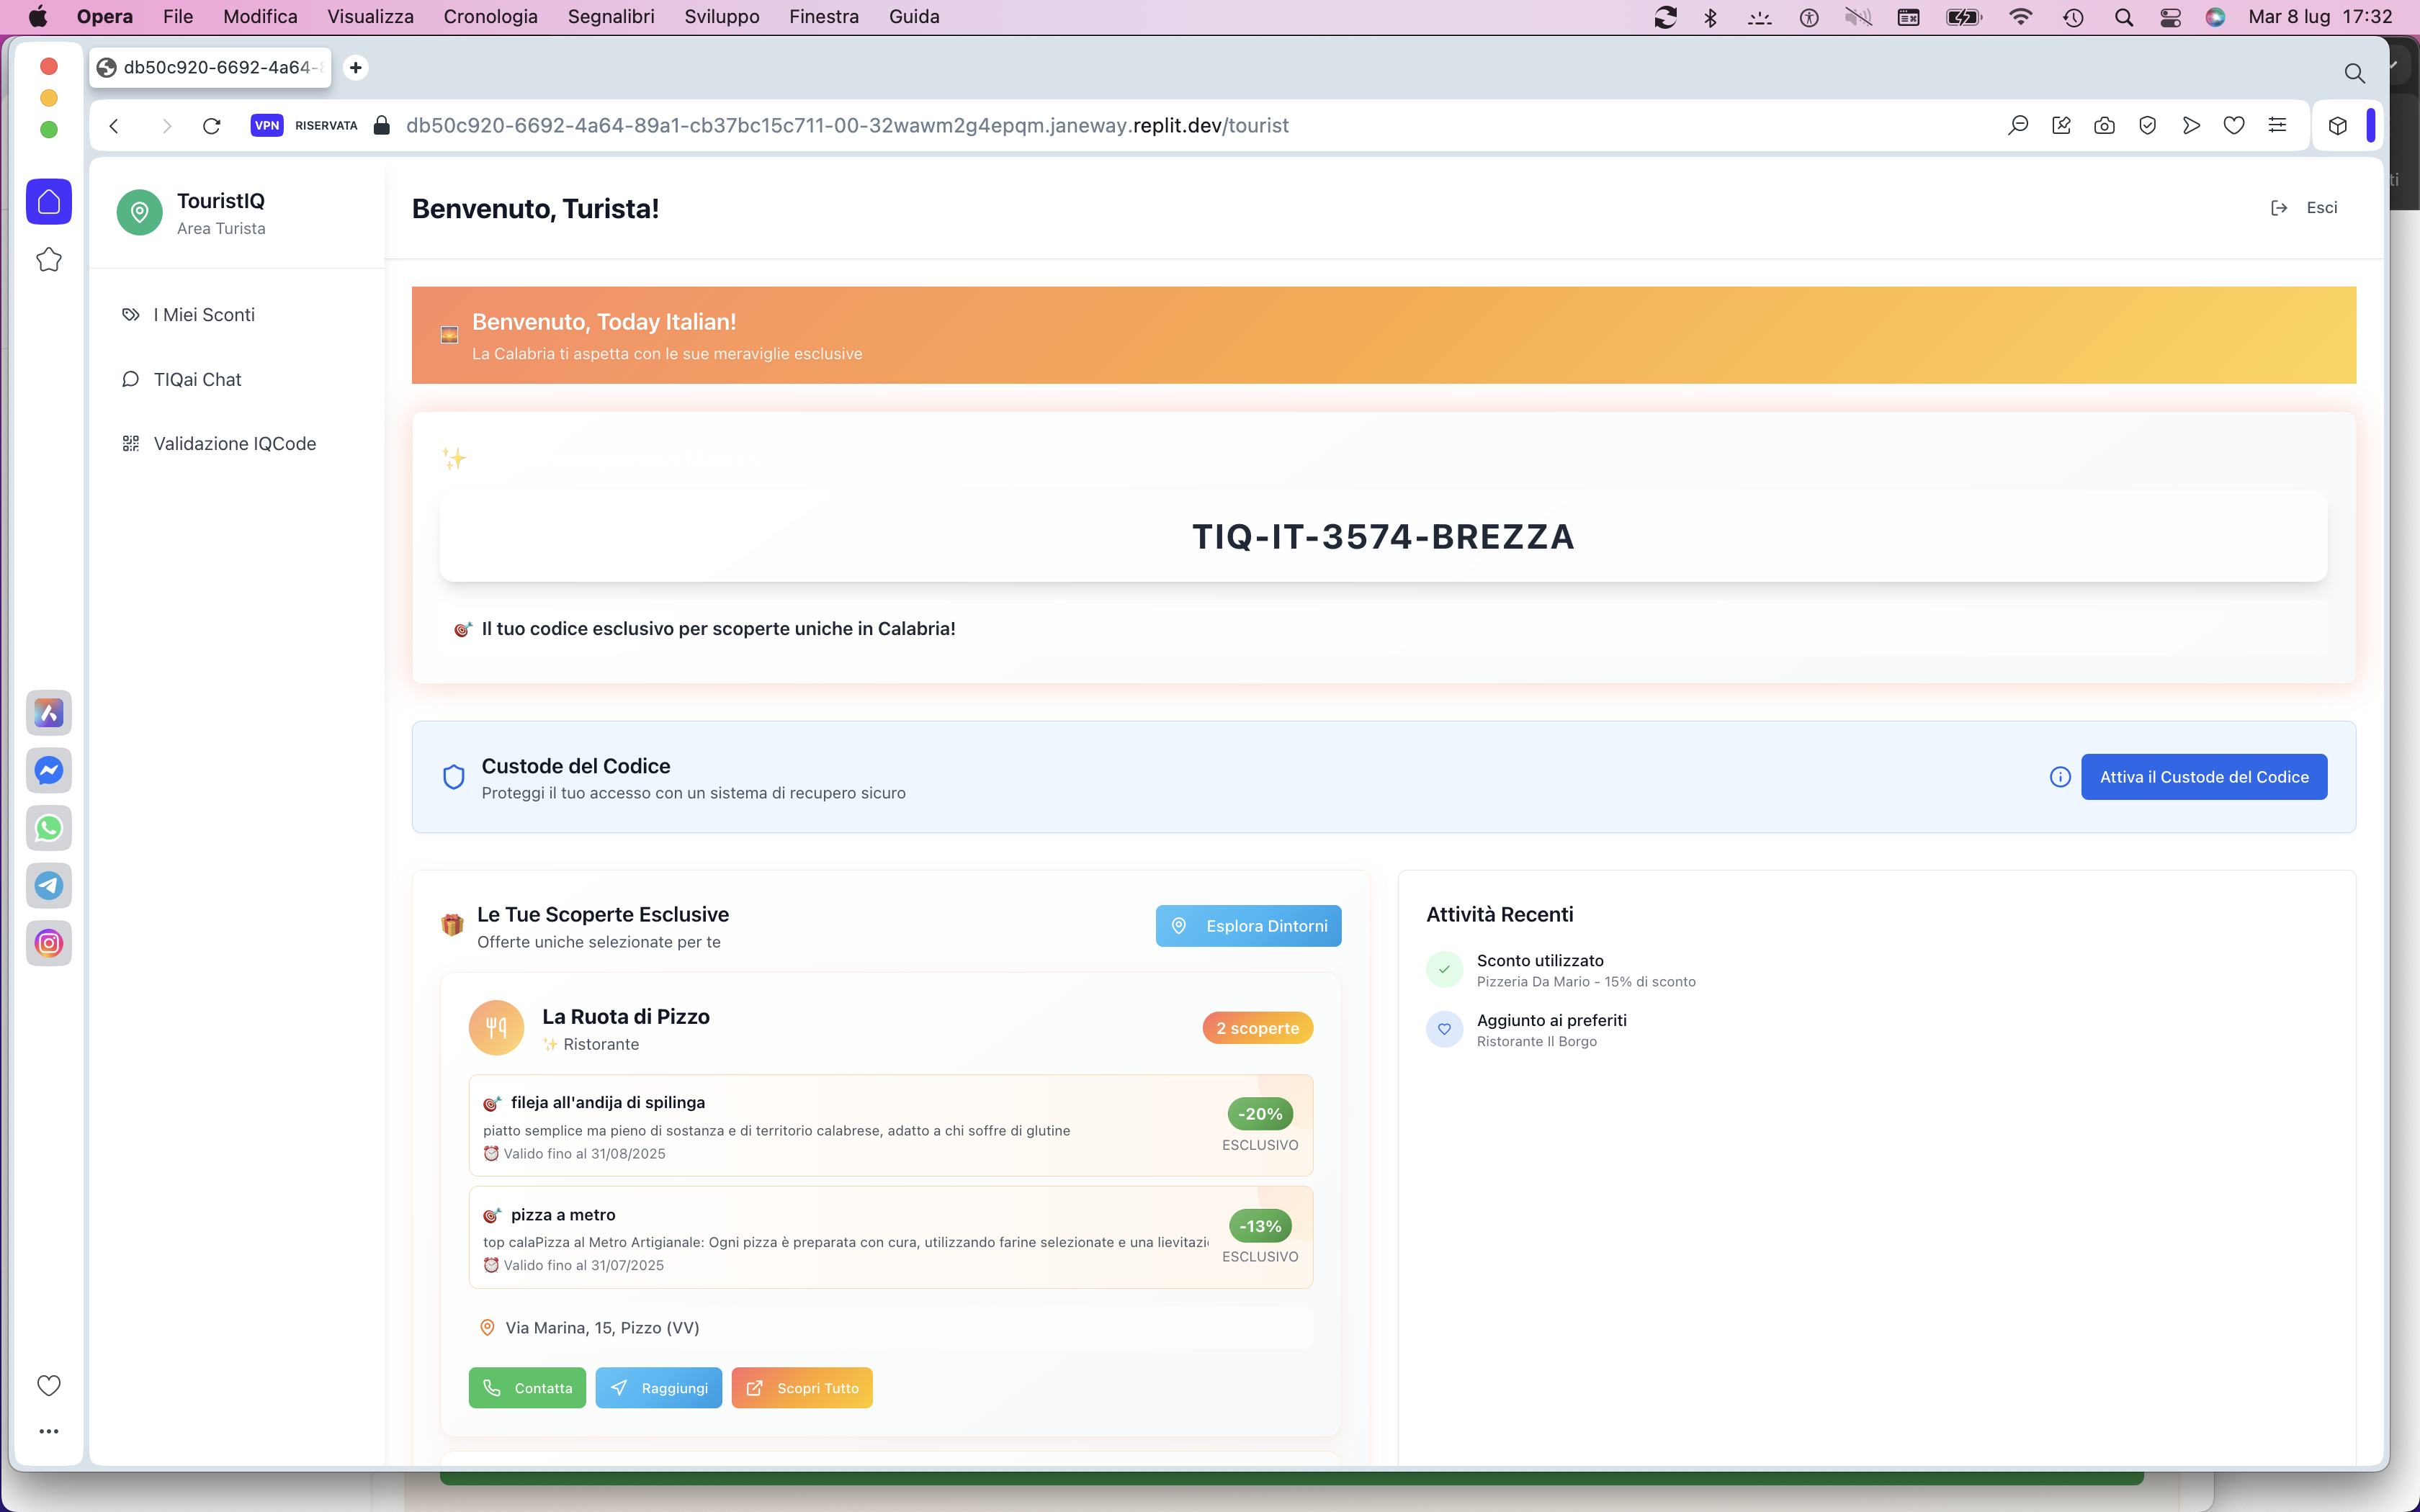 Opera File Modifica Visualizza Cronologia Segnalibri Sviluppo Finestra Guida
Mar 8 lug 17:32
db50c920-6692-4a64-
VPN RISERVATA db50c920-6692-4a64-89a1-cb37bc15c711-00-32wawm2g4epqm.janeway.replit.dev/tourist
TouristIQ
Area Turista
I Miei Sconti
TIQai Chat
Validazione IQCode
Benvenuto, Turista!
Esci
Benvenuto, Today Italian!
La Calabria ti aspetta con le sue meraviglie esclusive
TIQ-IT-3574-BREZZA
Il tuo codice esclusivo per scoperte uniche in Calabria!
Custode del Codice
Proteggi il tuo accesso con un sistema di recupero sicuro
Attiva il Custode del Codice
Le Tue Scoperte Esclusive
Offerte uniche selezionate per te
Esplora Dintorni
La Ruota di Pizzo
Ristorante
2 scoperte
fileja all'andija di spilinga
piatto semplice ma pieno di sostanza e di territorio calabrese, adatto a chi soffre di glutine
Valido fino al 31/08/2025
-20%
ESCLUSIVO
pizza a metro
top calaPizza al Metro Artigianale: Ogni pizza è preparata con cura, utilizzando farine selezionate e una lievitazi
Valido fino al 31/07/2025
-13%
ESCLUSIVO
Via Marina, 15, Pizzo (VV)
Contatta
Raggiungi
Scopri Tutto
Attività Recenti
Sconto utilizzato
Pizzeria Da Mario - 15% di sconto
Aggiunto ai preferiti
Ristorante Il Borgo